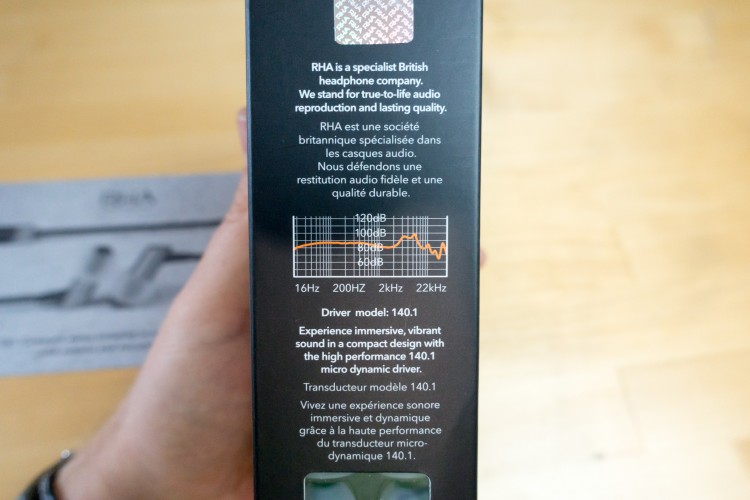 RHA is a specialist British
headphone company.
We stand for true-to-life audio
reproduction and lasting quality.
RHA est une société
britannique spécialisée dans
les casques audio.
Nous défendons une
restitution audio fidèle et une
qualité durable.
120dB
100dB
80dB
60dB
16Hz 200HZ 2kHz 22kHz
Driver model: 140.1
Experience immersive, vibrant
sound in a compact design with
the high performance 140.1
micro dynamic driver.
Transducteur modèle 140.1
Vivez une expérience sonore
immersive et dynamique
grâce à la haute performance
du transducteur micro-
dynamique 140.1.
RHA